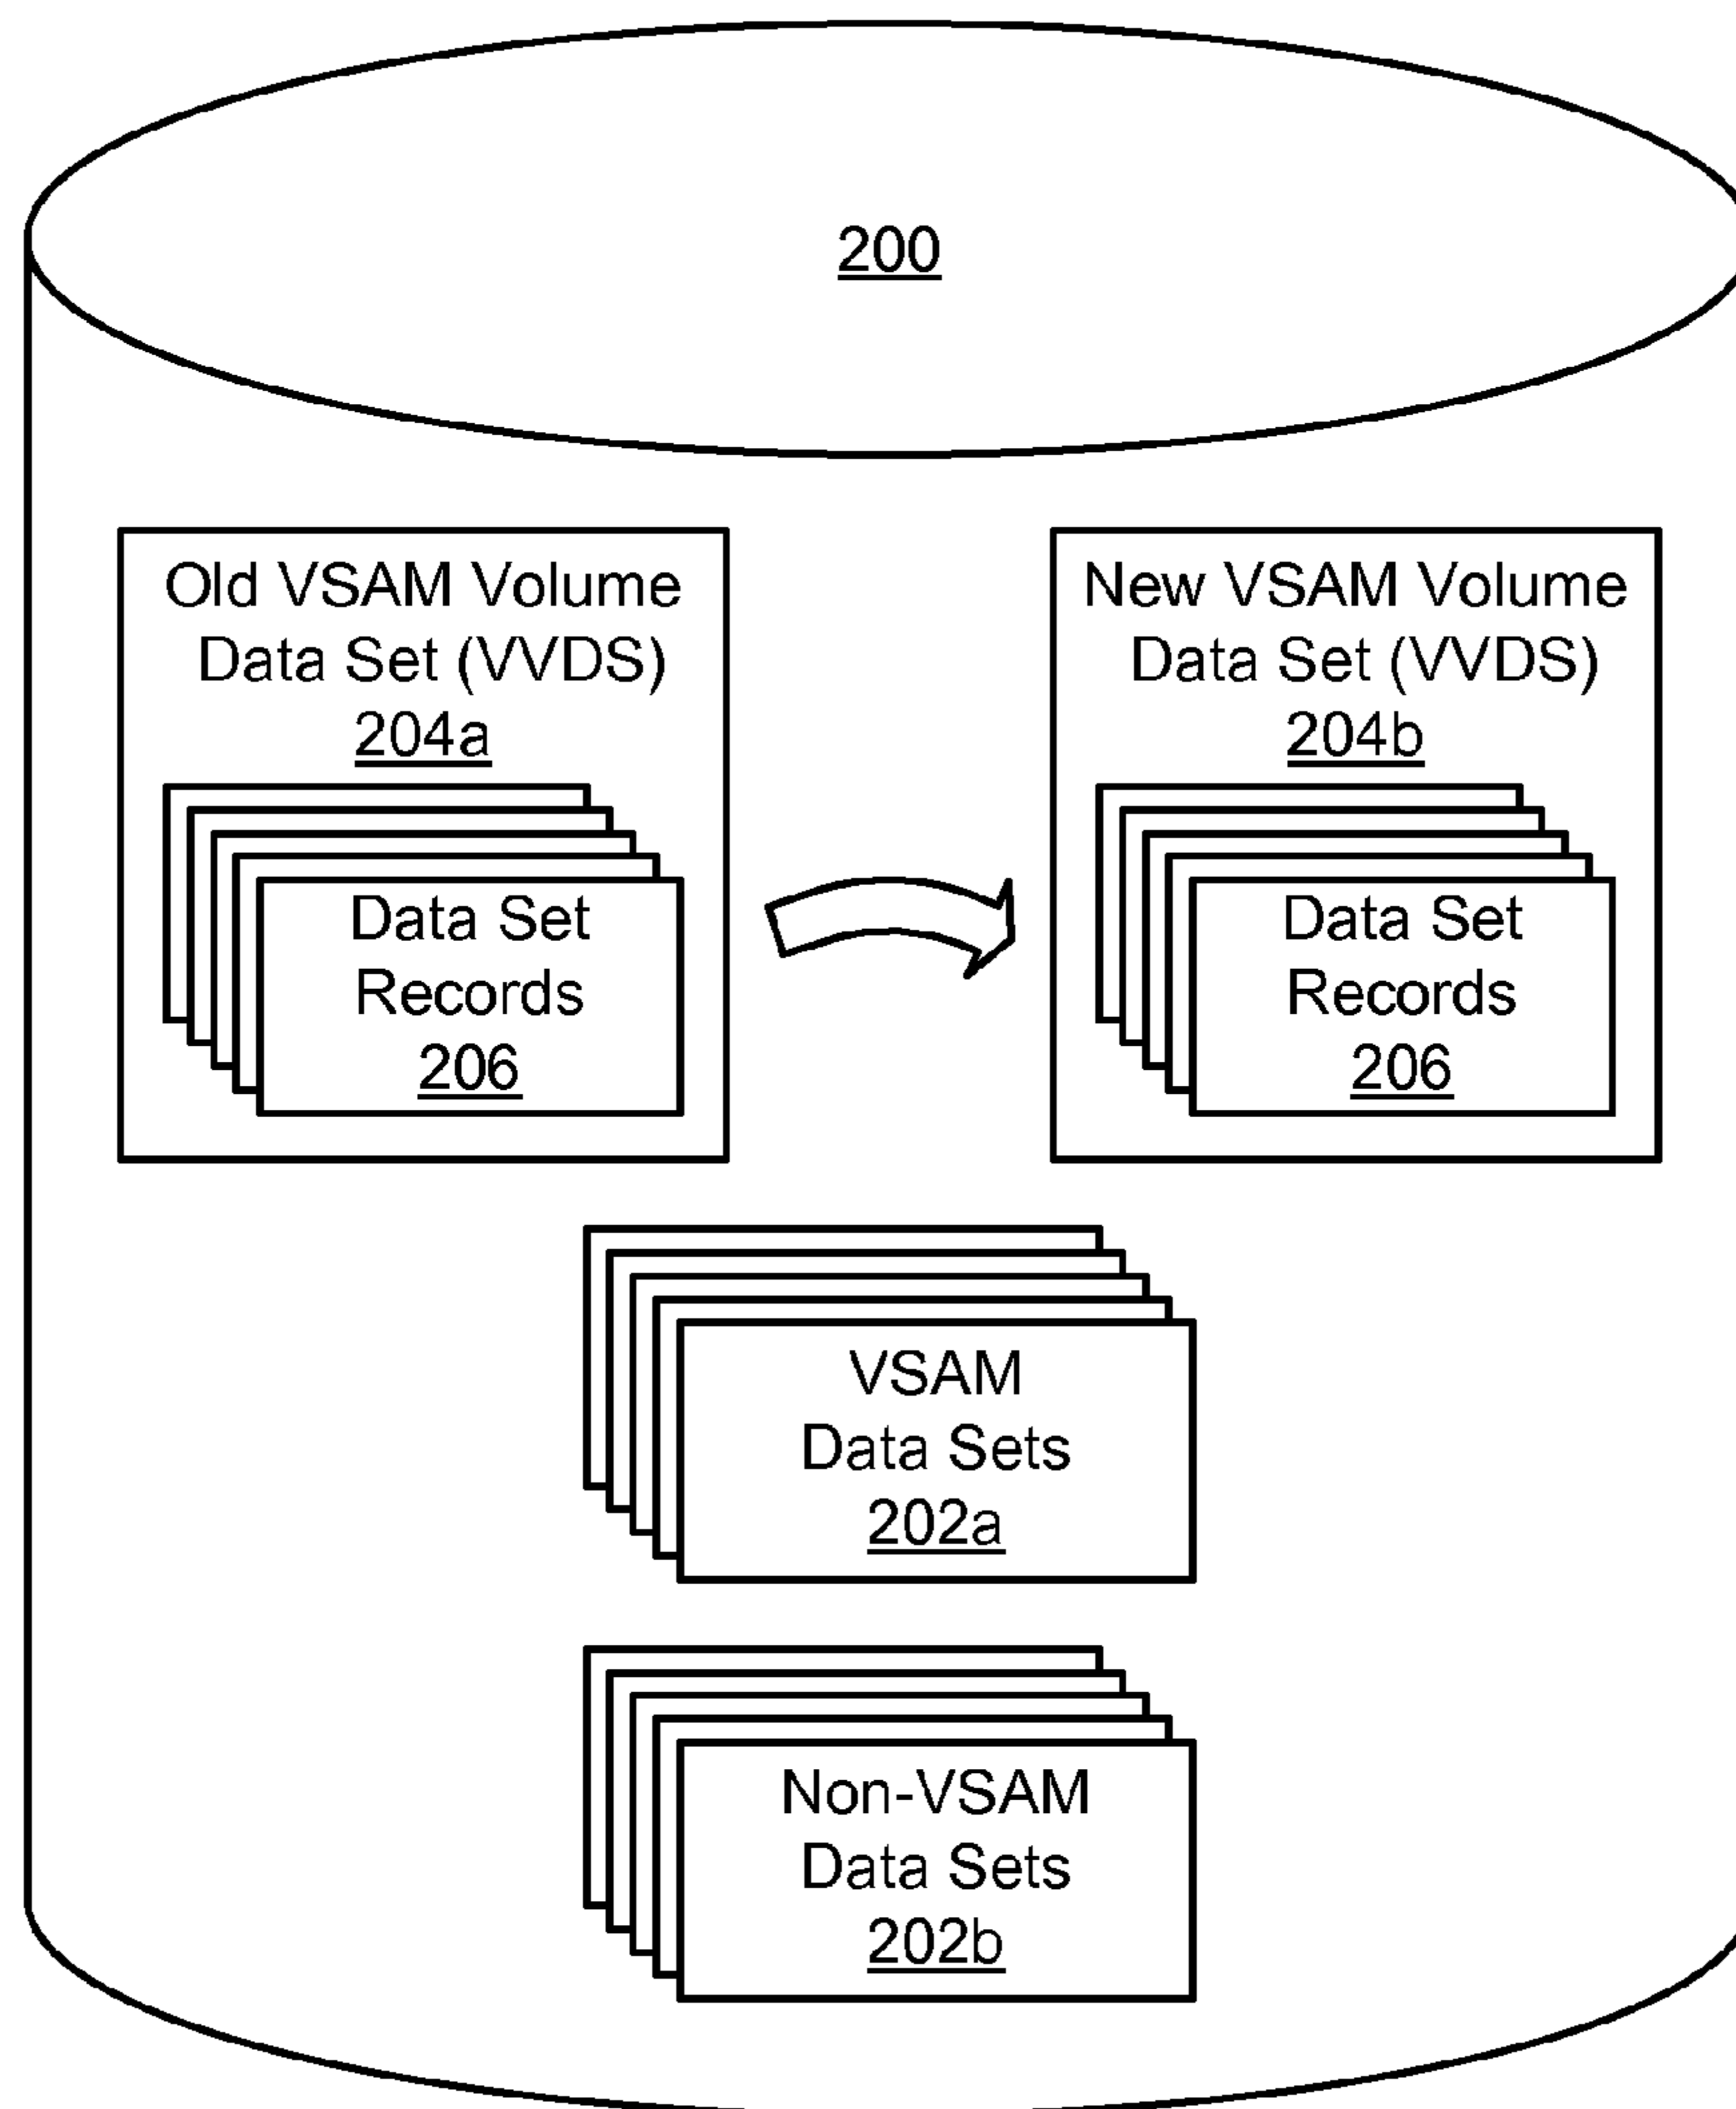 200
Old VSAM Volume
Data Set (VVDS)
204a
Data Set
Records
206
New VSAM Volume
Data Set (VVDS)
204b
Data Set
Records
206
VSAM
Data Sets
202a
Non-VSAM
Data Sets
202b